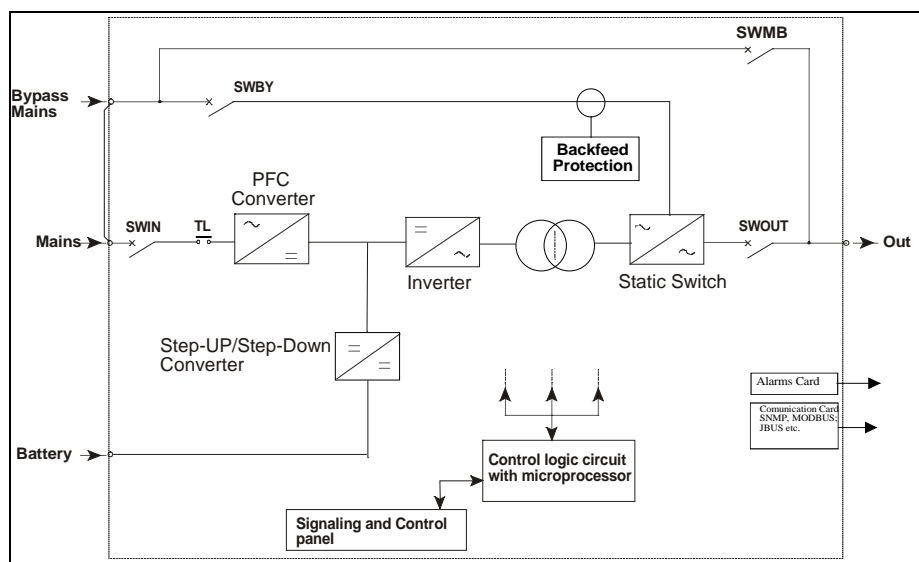 SWMB
SWBY
Bypass
Mains
Backfeed
Protection
PFC
Converter
SWIN
TL
SWOUT
Mains
Out
Inverter
Static Switch
Step-UP/Step-Down
Converter
Alarms Card
Comunication Card
SNMP, MODBUS;
JBUS etc.
Battery
Control logic circuit
with microprocessor
Signaling and Control
panel